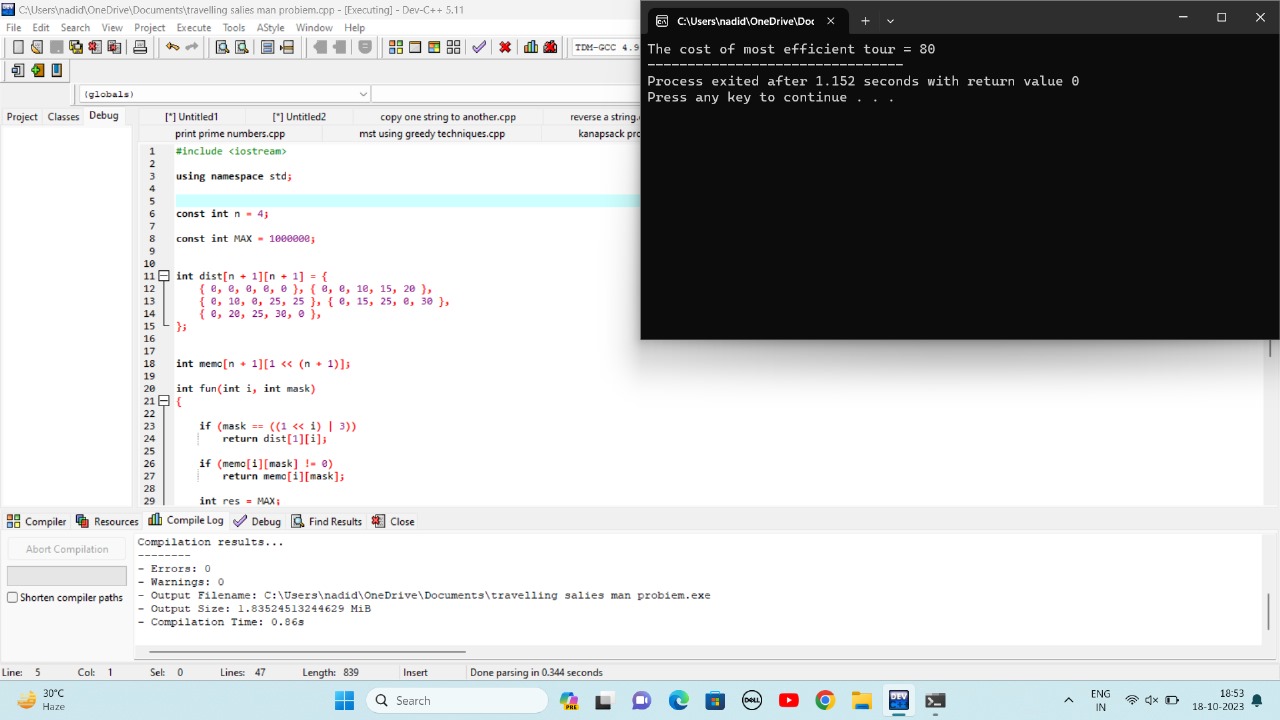 C:\Users\nadid\OneDrive\Documents\travelling salies man probiem.cpp - [Executing] - Dev-C++ 5.11
File Edit Search View Project Execute Tools AStyle Window Help
TDM-GCC 4.9
(globals)
Project Classes Debug
[*] Untitled1 [*] Untitled2 copy one string to another.cpp reverse a string.
print prime numbers.cpp mst using greedy techniques.cpp kanapsack pro
1 #include <iostream>
2
3 using namespace std;
4
5
6 const int n = 4;
7
8 const int MAX = 1000000;
9
10
11 int dist[n + 1][n + 1] = {
12 { 0, 0, 0, 0, 0 }, { 0, 0, 10, 15, 20 },
13 { 0, 10, 0, 25, 25 }, { 0, 15, 25, 0, 30 },
14 { 0, 20, 25, 30, 0 },
15 };
16
17
18 int memo[n + 1][1 << (n + 1)];
19
20 int fun(int i, int mask)
21 {
22
23 if (mask == ((1 << i) | 3))
24 return dist[1][i];
25
26 if (memo[i][mask] != 0)
27 return memo[i][mask];
28
29 int res = MAX;
C:\Users\nadid\OneDrive\Doc
The cost of most efficient tour = 80
--------------------------------
Process exited after 1.152 seconds with return value 0
Press any key to continue . . .
Compiler Resources Compile Log Debug Find Results Close
Abort Compilation
Shorten compiler paths
Compilation results...
--------
- Errors: 0
- Warnings: 0
- Output Filename: C:\Users\nadid\OneDrive\Documents\travelling salies man probiem.exe
- Output Size: 1.83524513244629 MiB
- Compilation Time: 0.86s
Line: 5 Col: 1 Sel: 0 Lines: 47 Length: 839 Insert Done parsing in 0.344 seconds
30°C
Haze
Search
PRE
DELL
DEV
ENG
IN
18:53
18-10-2023